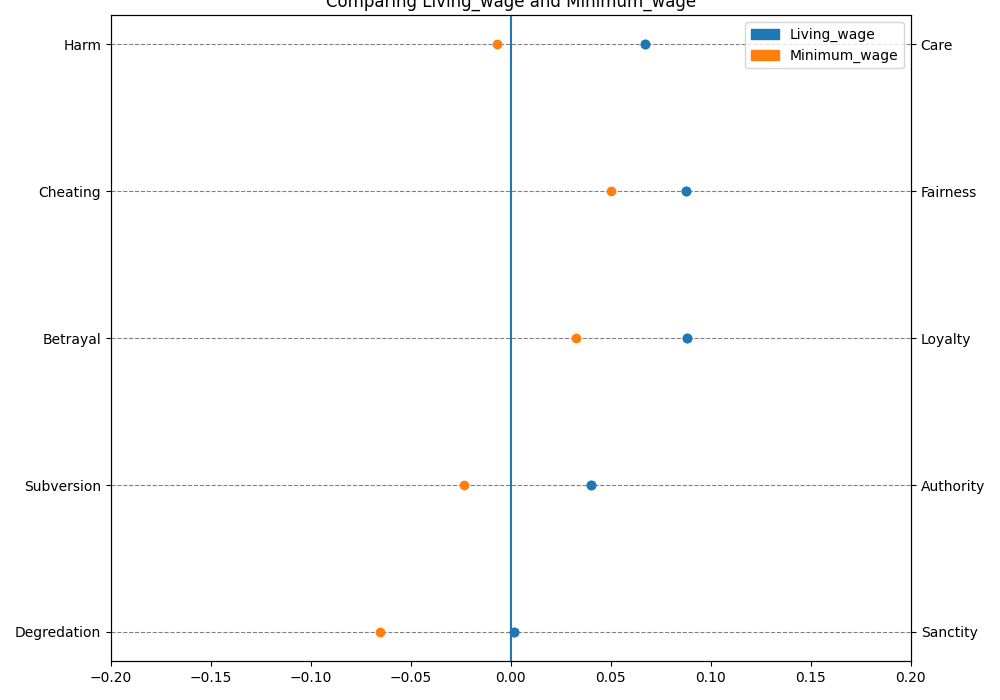 Comparing Living_wage and Minimum_wage
Living_wage
Minimum_wage
Harm
Care
Cheating
Fairness
Betrayal
Loyalty
Subversion
Authority
Degredation
Sanctity
−0.20 −0.15 −0.10 −0.05 0.00 0.05 0.10 0.15 0.20